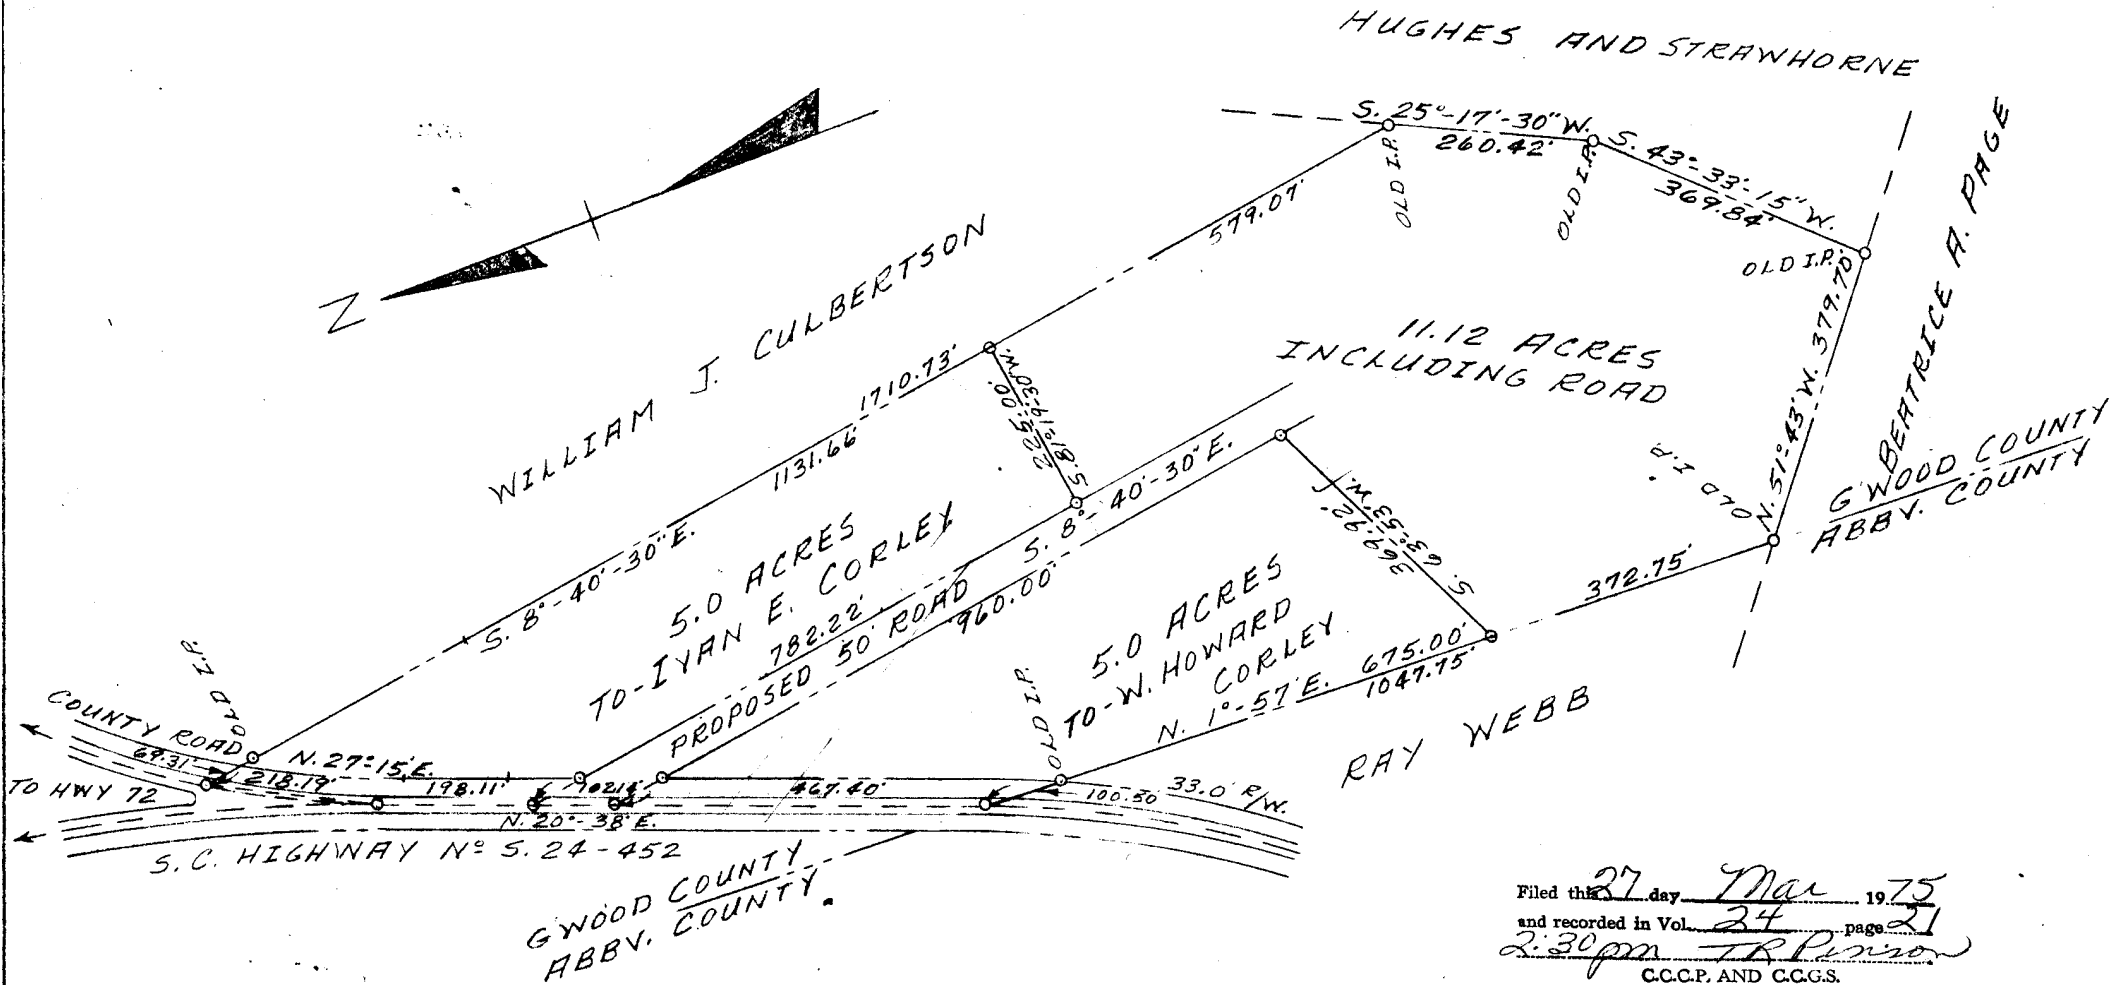 HUGHES AND STRAWHORNE
S. 25°-17'-30" W.
260.42'
S. 43°-33'-15" W.
369.84'
OLD I.P.
OLD I.P.
OLD I.P.
BEATRICE A. PAGE
N. 51°43' W. 379.70'
579.07'
Z
WILLIAM J. CULBERTSON
1710.73'
1131.66'
S. 8°-40'-30" E.
S. 81°-19'-30" W.
225.00'
11.12 ACRES
INCLUDING ROAD
OLD I.P.
G'WOOD COUNTY
ABBV. COUNTY
5.0 ACRES
TO-IVAN E. CORLEY
782.22'
PROPOSED 50' ROAD
S. 8°-40'-30" E.
960.00'
369.92'
S. 63°-53' W.
372.75'
5.0 ACRES
TO-W. HOWARD
CORLEY
N. 1°-57' E.
675.00'
1047.75'
RAY WEBB
OLD I.P.
OLD I.P.
COUNTY ROAD
69.31'
N. 27°-15' E.
218.19'
198.11'
467.40'
100.50
33.0' R/W.
TO HWY 72
N. 20°-38' E.
S.C. HIGHWAY Nº S. 24-452
G'WOOD COUNTY
ABBV. COUNTY
Filed this 27 day Mar 1975
and recorded in Vol. 24 page 21
2:30 pm TR Pinson
C.C.C.P. AND C.C.G.S.